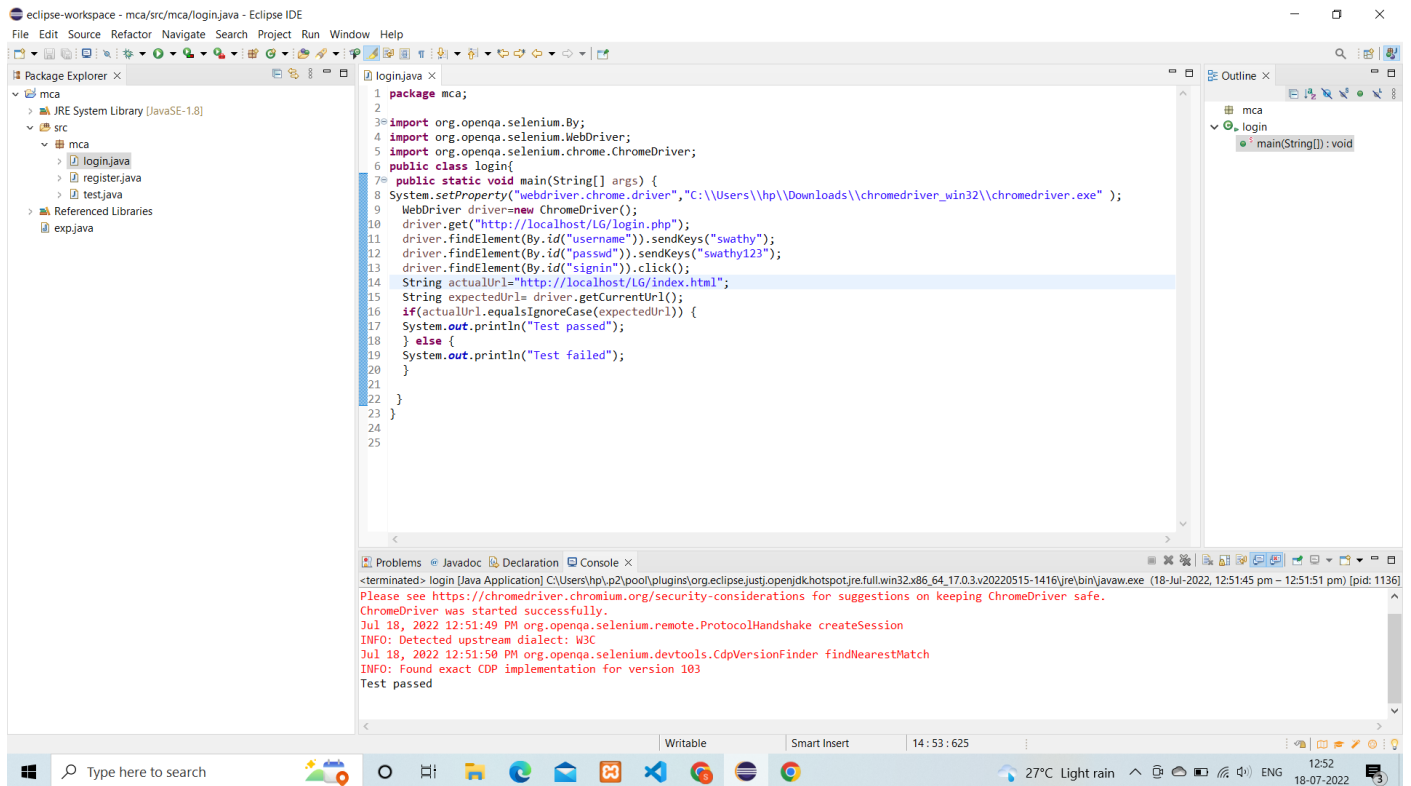 eclipse-workspace - mca/src/mca/login.java - Eclipse IDE
File Edit Source Refactor Navigate Search Project Run Window Help
Package Explorer
mca
JRE System Library [JavaSE-1.8]
src
mca
login.java
register.java
test.java
Referenced Libraries
exp.java
login.java
1 package mca;
2
3 import org.openqa.selenium.By;
4 import org.openqa.selenium.WebDriver;
5 import org.openqa.selenium.chrome.ChromeDriver;
6 public class login{
7 public static void main(String[] args) {
8 System.setProperty("webdriver.chrome.driver","C:\\Users\\hp\\Downloads\\chromedriver_win32\\chromedriver.exe" );
9 WebDriver driver=new ChromeDriver();
10 driver.get("http://localhost/LG/login.php");
11 driver.findElement(By.id("username")).sendKeys("swathy");
12 driver.findElement(By.id("passwd")).sendKeys("swathy123");
13 driver.findElement(By.id("signin")).click();
14 String actualUrl="http://localhost/LG/index.html";
15 String expectedUrl= driver.getCurrentUrl();
16 if(actualUrl.equalsIgnoreCase(expectedUrl)) {
17 System.out.println("Test passed");
18 } else {
19 System.out.println("Test failed");
20 }
21
22 }
23 }
24
25
Outline
mca
login
main(String[]) : void
Problems Javadoc Declaration Console
<terminated> login [Java Application] C:\Users\hp\.p2\pool\plugins\org.eclipse.justj.openjdk.hotspot.jre.full.win32.x86_64_17.0.3.v20220515-1416\jre\bin\javaw.exe (18-Jul-2022, 12:51:45 pm – 12:51:51 pm) [pid: 1136]
Please see https://chromedriver.chromium.org/security-considerations for suggestions on keeping ChromeDriver safe.
ChromeDriver was started successfully.
Jul 18, 2022 12:51:49 PM org.openqa.selenium.remote.ProtocolHandshake createSession
INFO: Detected upstream dialect: W3C
Jul 18, 2022 12:51:50 PM org.openqa.selenium.devtools.CdpVersionFinder findNearestMatch
INFO: Found exact CDP implementation for version 103
Test passed
Writable Smart Insert 14 : 53 : 625
Type here to search
27°C Light rain
ENG
12:52
18-07-2022
3